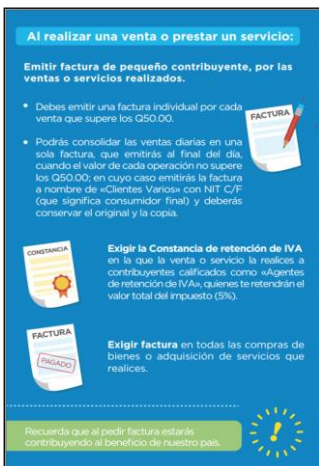 Al realizar una venta o prestar un servicio:
Emitir factura de pequeño contribuyente, por las
ventas o servicios realizados.
• Debes emitir una factura individual por cada
venta que supere los Q50.00.
FACTURA
• Podrás consolidar las ventas diarias en una
sola factura, que emitirás al final del día,
cuando el valor de cada operación no supere
los Q50.00; en cuyo caso emitirás la factura
a nombre de «Clientes Varios» con NIT C/F
(que significa consumidor final) y deberás
conservar el original y la copia.
CONSTANCIA
Exigir la Constancia de retención de IVA
en la que la venta o servicio la realices a
contribuyentes calificados como «Agentes
de retención de IVA», quienes te retendrán el
valor total del impuesto (5%).
FACTURA
PAGADO
Exigir factura en todas las compras de
bienes o adquisición de servicios que
realices.
Recuerda que al pedir factura estarás
contribuyendo al beneficio de nuestro país.